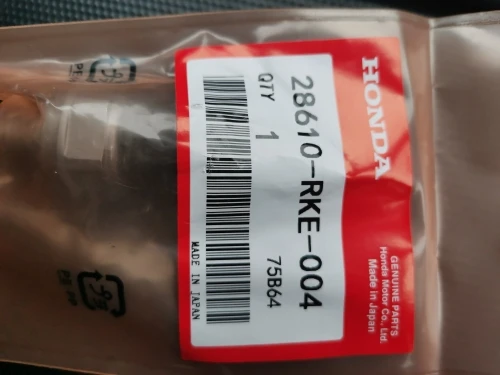 HONDA
GENUINE PARTS
Honda Motor Co., Ltd.
Made in Japan
28610-RKE-004
QTY 1
75B64
MADE IN JAPAN